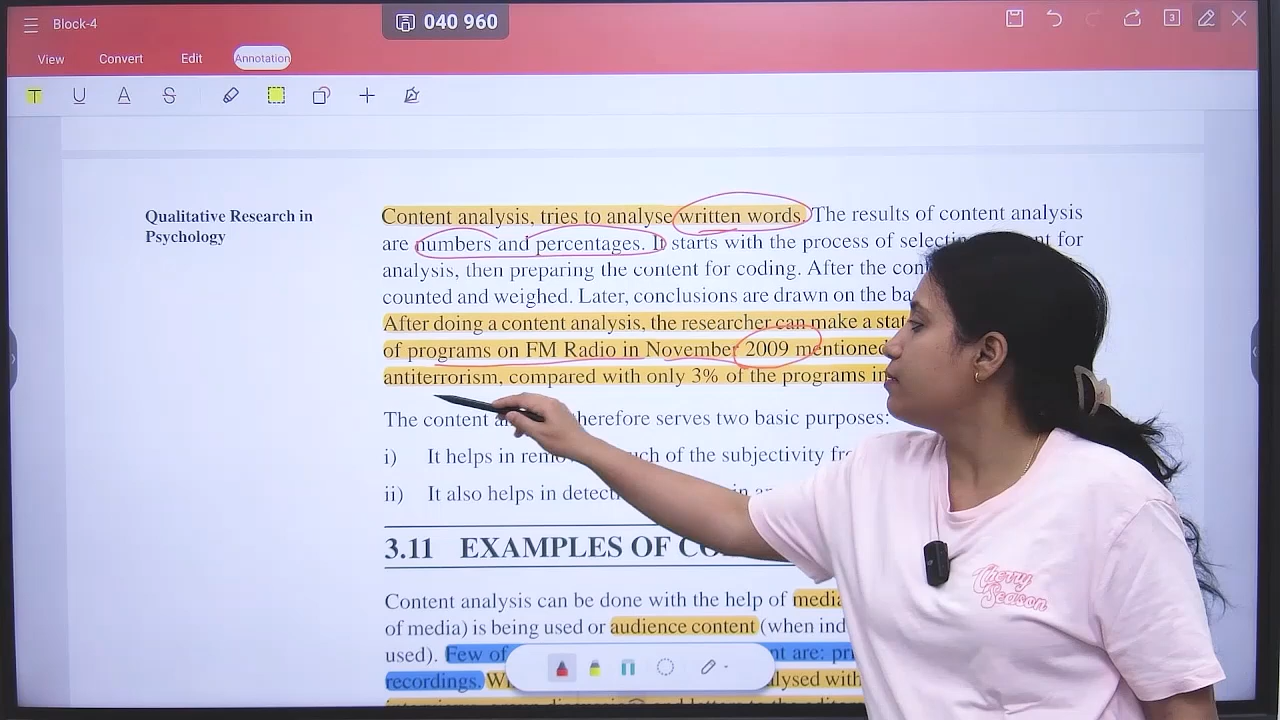 Block-4
040 960
3
View Convert Edit Annotation
T U A S
Qualitative Research in
Psychology
Content analysis, tries to analyse written words. The results of content analysis
are numbers and percentages. It starts with the process of for
analysis, then preparing the content for coding. After the
counted and weighed. Later, conclusions are drawn on the
After doing a content analysis, the researcher can make a
of programs on FM Radio in November 2009 mentioned
antiterrorism, compared with only 3% of the programs in
The content therefore serves two basic purposes:
i) It helps in of the subjectivity
ii) It also helps in in
3.11 EXAMPLES OF
Content analysis can be done with the help of media
of media) is being used or audience content (when
used). Few of are:
recordings. with
Cherry
Season